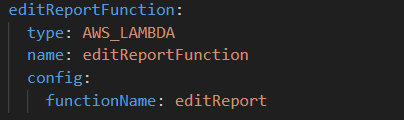 editReportFunction:
  type: AWS_LAMBDA
  name: editReportFunction
  config:
    functionName: editReport